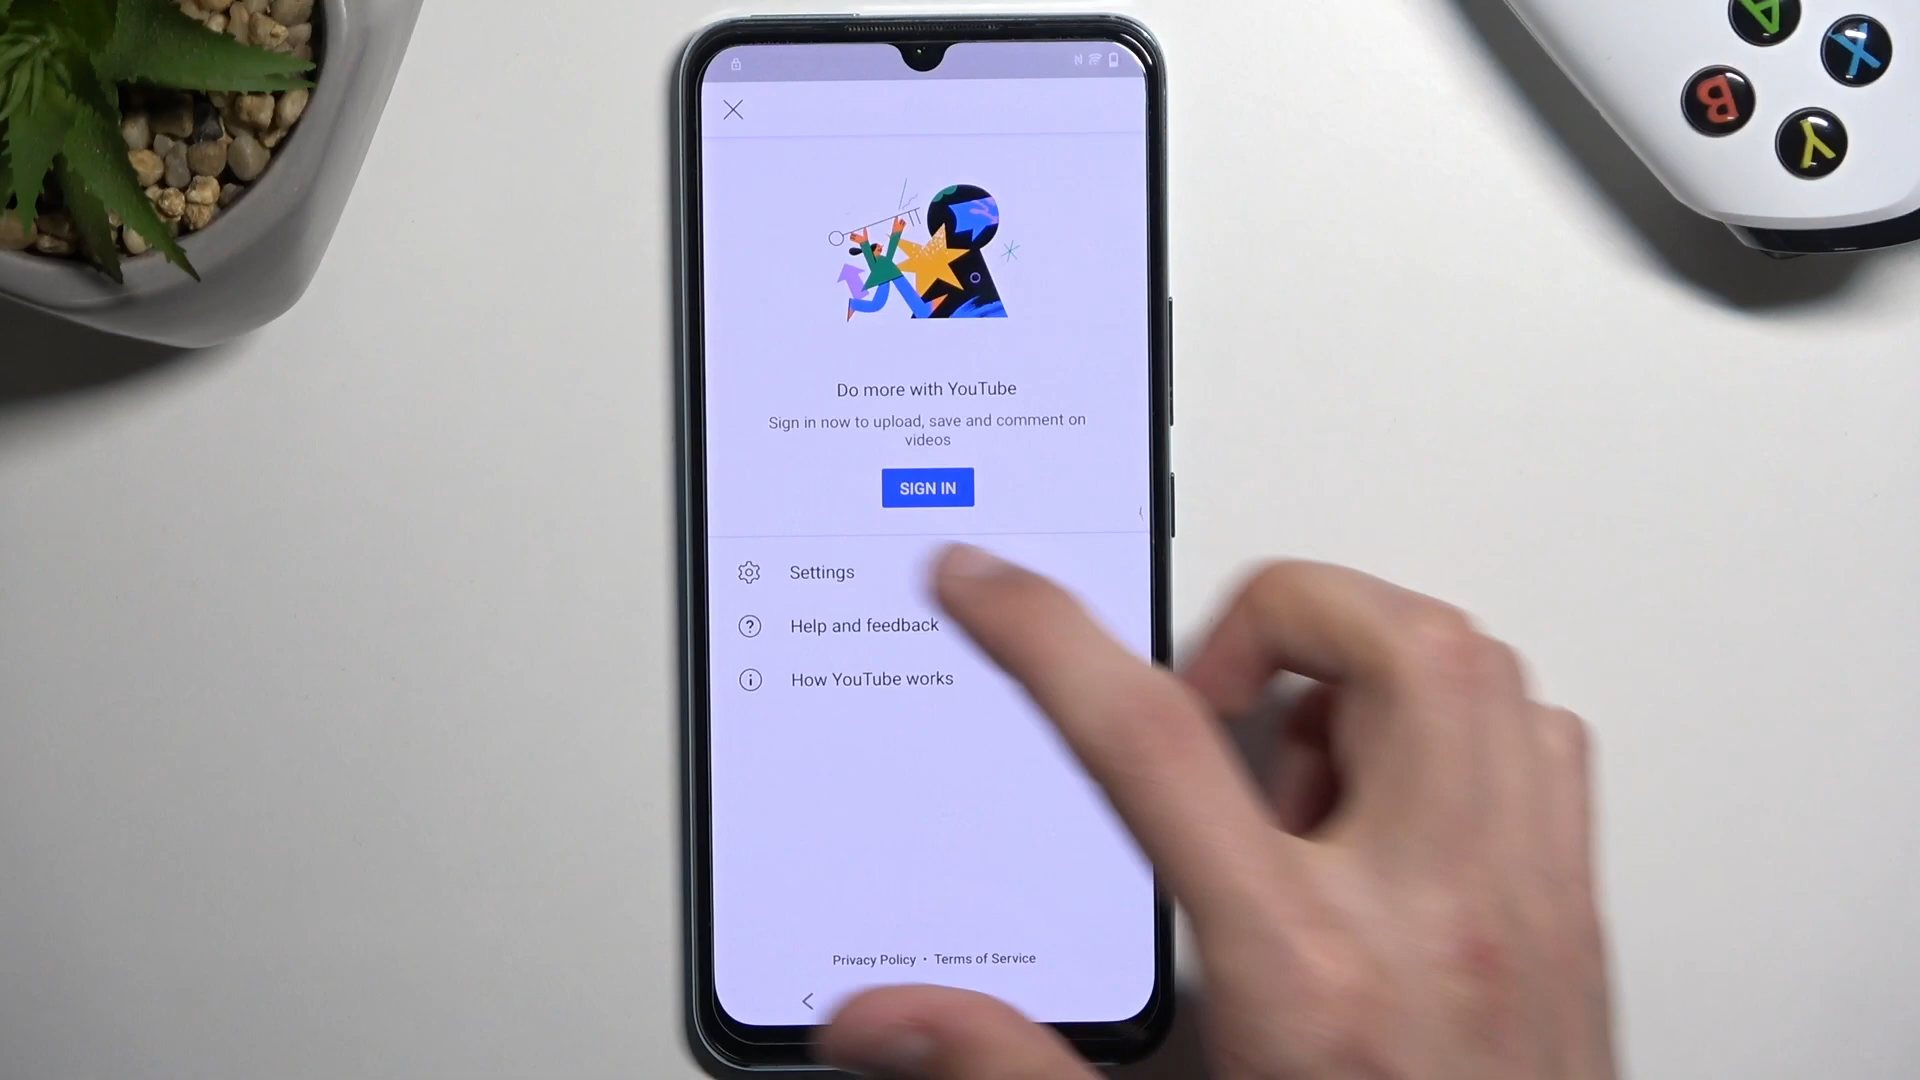 Do more with YouTube
Sign in now to upload, save and comment on
videos
SIGN IN
Settings
Help and feedback
How YouTube works
Privacy Policy • Terms of Service
A
X
B
Y